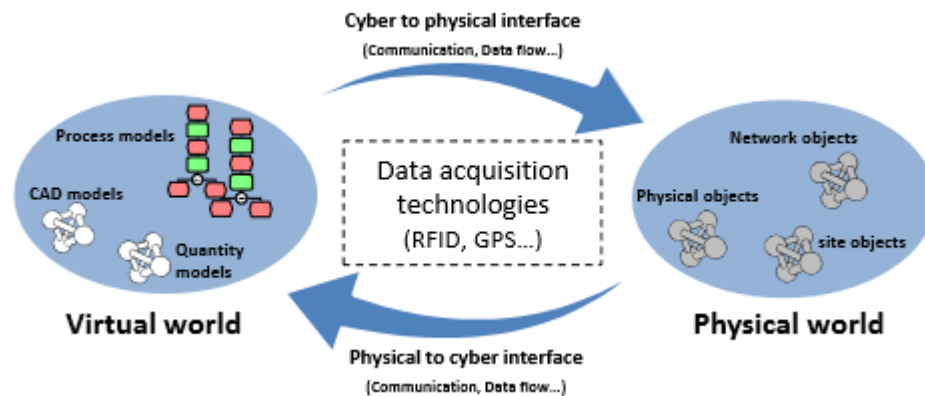 Cyber to physical interface
(Communication, Data flow...)
Process models
CAD models
Quantity
models
Virtual world
Data acquisition
technologies
(RFID, GPS...)
Network objects
Physical objects
site objects
Physical world
Physical to cyber interface
(Communication, Data flow...)